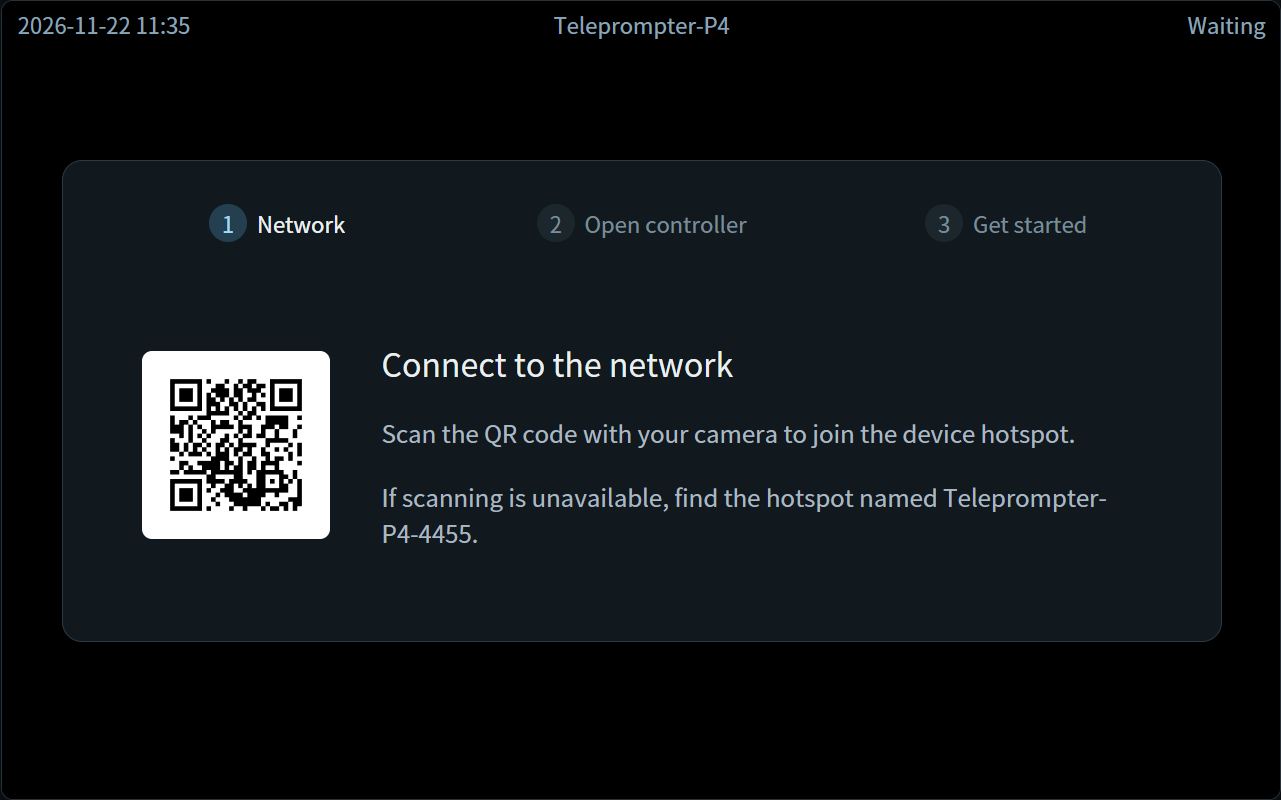 2026-11-22 11:35 Teleprompter-P4 Waiting
1 Network 2 Open controller 3 Get started
Connect to the network
Scan the QR code with your camera to join the device hotspot.
If scanning is unavailable, find the hotspot named Teleprompter-
P4-4455.